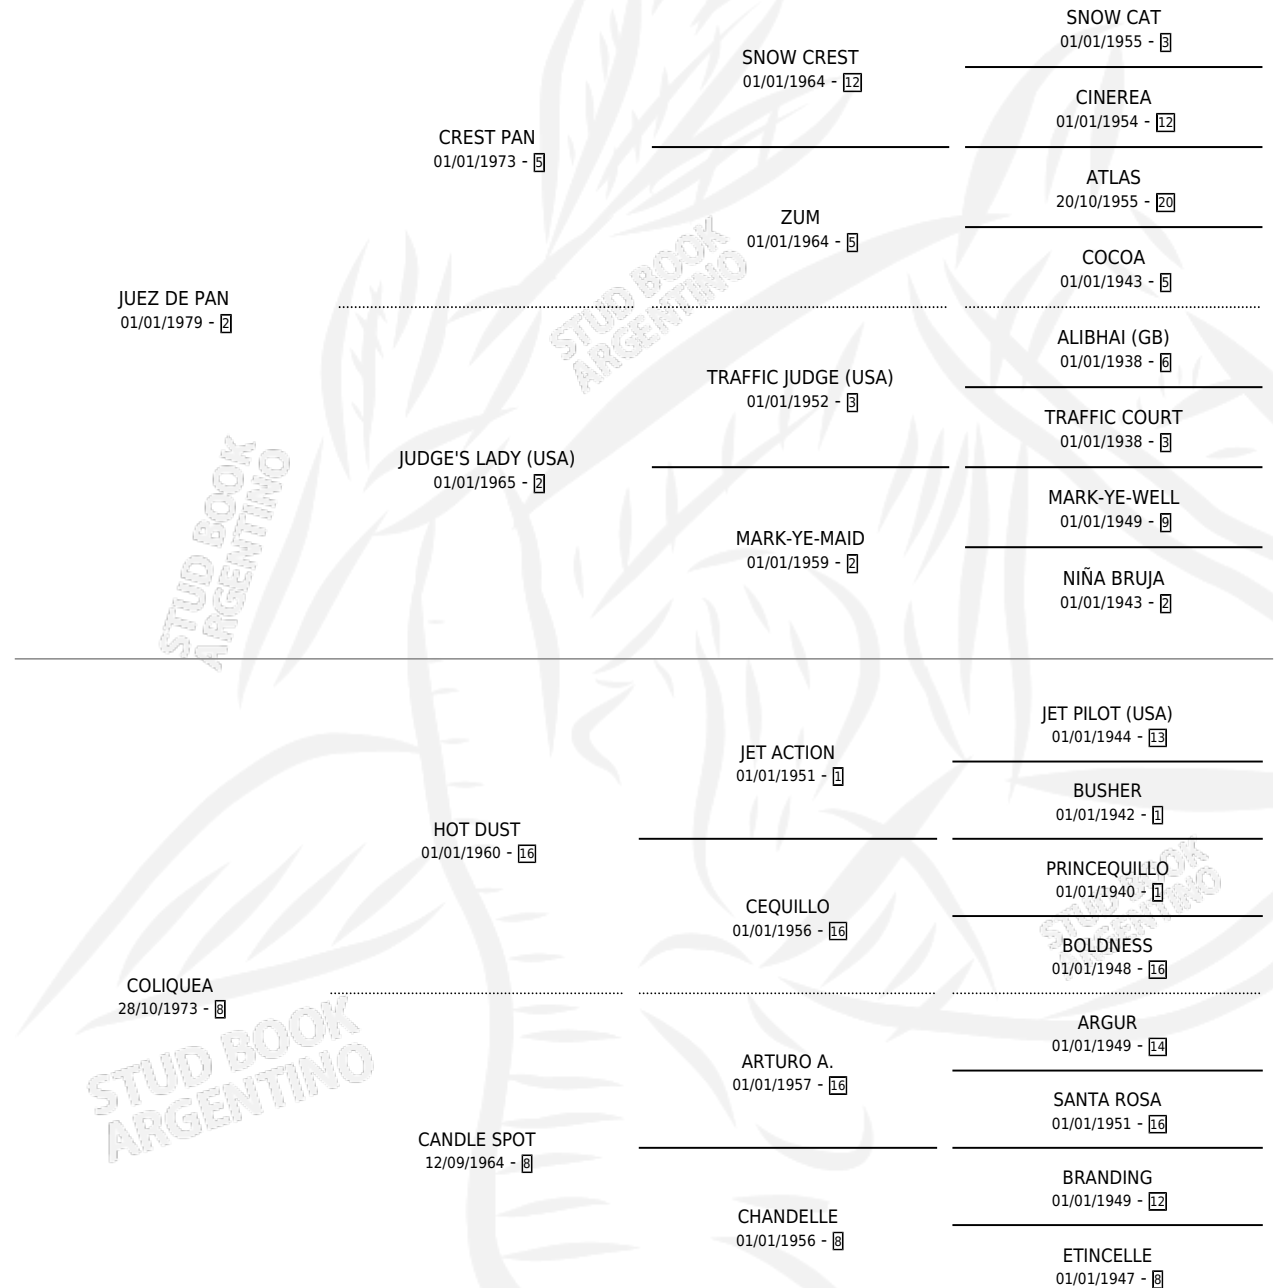 SNOW CAT
01/01/1955 - 3
SNOW CREST
01/01/1964 - 12
CINEREA
01/01/1954 - 12
CREST PAN
01/01/1973 - 5
ATLAS
20/10/1955 - 20
ZUM
01/01/1964 - 5
COCOA
01/01/1943 - 5
JUEZ DE PAN
01/01/1979 - 2
STUD BOOK
ARGENTINO
ALIBHAI (GB)
01/01/1938 - 6
TRAFFIC JUDGE (USA)
01/01/1952 - 3
TRAFFIC COURT
01/01/1938 - 3
JUDGE'S LADY (USA)
01/01/1965 - 2
STUD BOOK
ARGENTINO
MARK-YE-WELL
01/01/1949 - 9
MARK-YE-MAID
01/01/1959 - 2
NIÑA BRUJA
01/01/1943 - 2
JET PILOT (USA)
01/01/1944 - 13
JET ACTION
01/01/1951 - 1
BUSHER
01/01/1942 - 1
HOT DUST
01/01/1960 - 16
PRINCEQUILLO
01/01/1940 - 1
STUD BOOK
ARGENTINO
CEQUILLO
01/01/1956 - 16
BOLDNESS
01/01/1948 - 16
COLIQUEA
28/10/1973 - 8
STUD BOOK
ARGENTINO
ARGUR
01/01/1949 - 14
ARTURO A.
01/01/1957 - 16
SANTA ROSA
01/01/1951 - 16
CANDLE SPOT
12/09/1964 - 8
BRANDING
01/01/1949 - 12
CHANDELLE
01/01/1956 - 8
ETINCELLE
01/01/1947 - 8